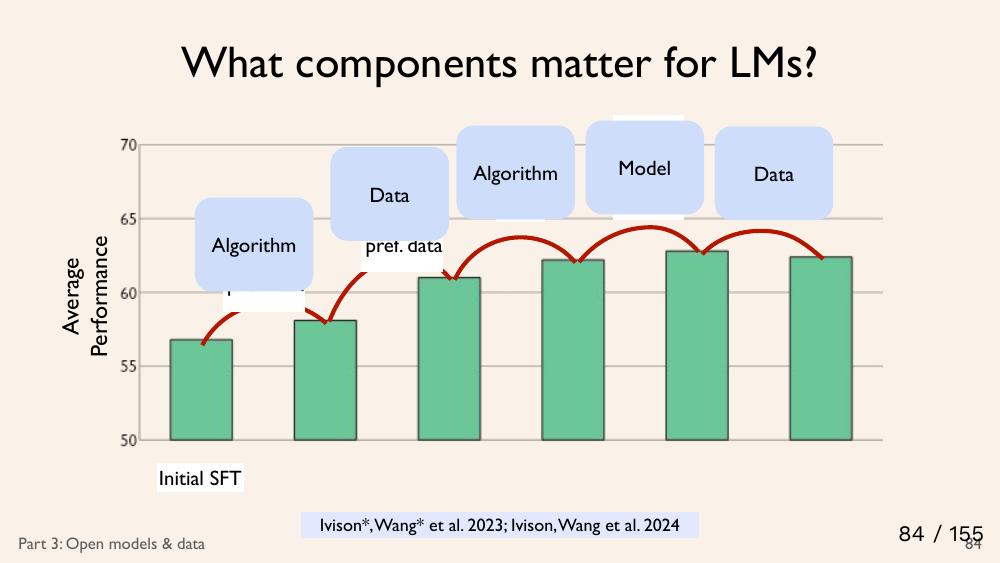 What components matter for LMs?
70
65
60
55
50
Average
Performance
Algorithm
Data
pref. data
Algorithm
Model
Data
Initial SFT
Ivison*, Wang* et al. 2023; Ivison, Wang et al. 2024
Part 3: Open models & data
84 / 155
84